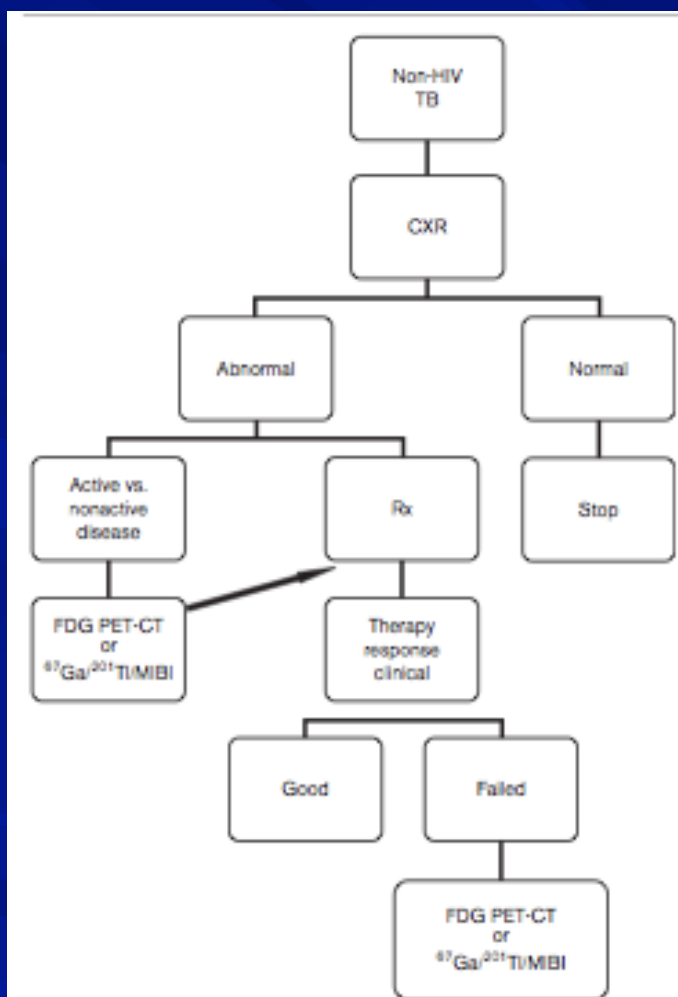 Non-HIV
TB
CXR
Abnormal
Normal
Active vs.
nonactive
disease
Rx
Stop
FDG PET-CT
or
⁶⁷Ga/²⁰¹Tl/MIBI
Therapy
response
clinical
Good
Failed
FDG PET-CT
or
⁶⁷Ga/²⁰¹Tl/MIBI